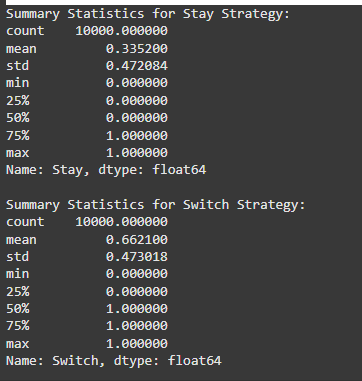 Summary Statistics for Stay Strategy:
count    10000.000000
mean         0.335200
std          0.472084
min          0.000000
25%          0.000000
50%          0.000000
75%          1.000000
max          1.000000
Name: Stay, dtype: float64

Summary Statistics for Switch Strategy:
count    10000.000000
mean         0.662100
std          0.473018
min          0.000000
25%          0.000000
50%          1.000000
75%          1.000000
max          1.000000
Name: Switch, dtype: float64